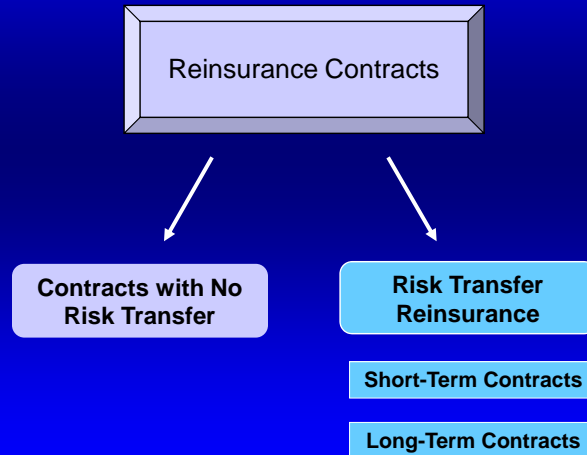 Reinsurance Contracts
Contracts with No
Risk Transfer
Risk Transfer
Reinsurance
Short-Term Contracts
Long-Term Contracts